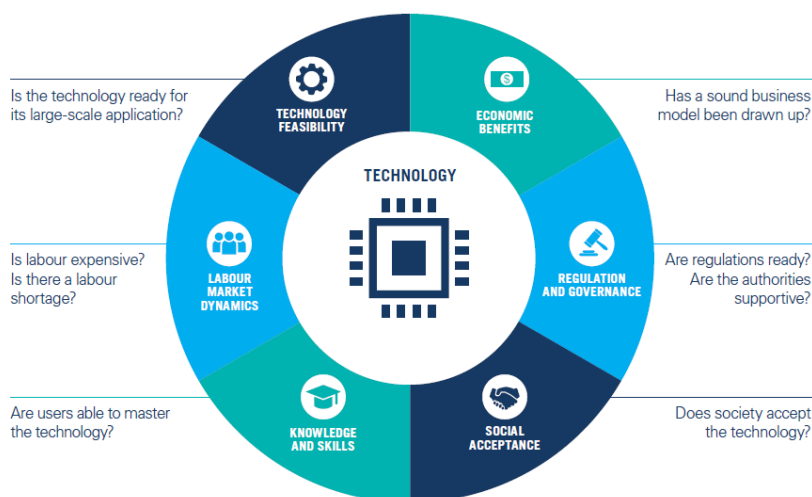 Is the technology ready for
its large-scale application?
TECHNOLOGY
FEASIBILITY
$
ECONOMIC
BENEFITS
Has a sound business
model been drawn up?
TECHNOLOGY
Is labour expensive?
Is there a labour
shortage?
LABOUR
MARKET
DYNAMICS
REGULATION
AND GOVERNANCE
Are regulations ready?
Are the authorities
supportive?
Are users able to master
the technology?
KNOWLEDGE
AND SKILLS
SOCIAL
ACCEPTANCE
Does society accept
the technology?